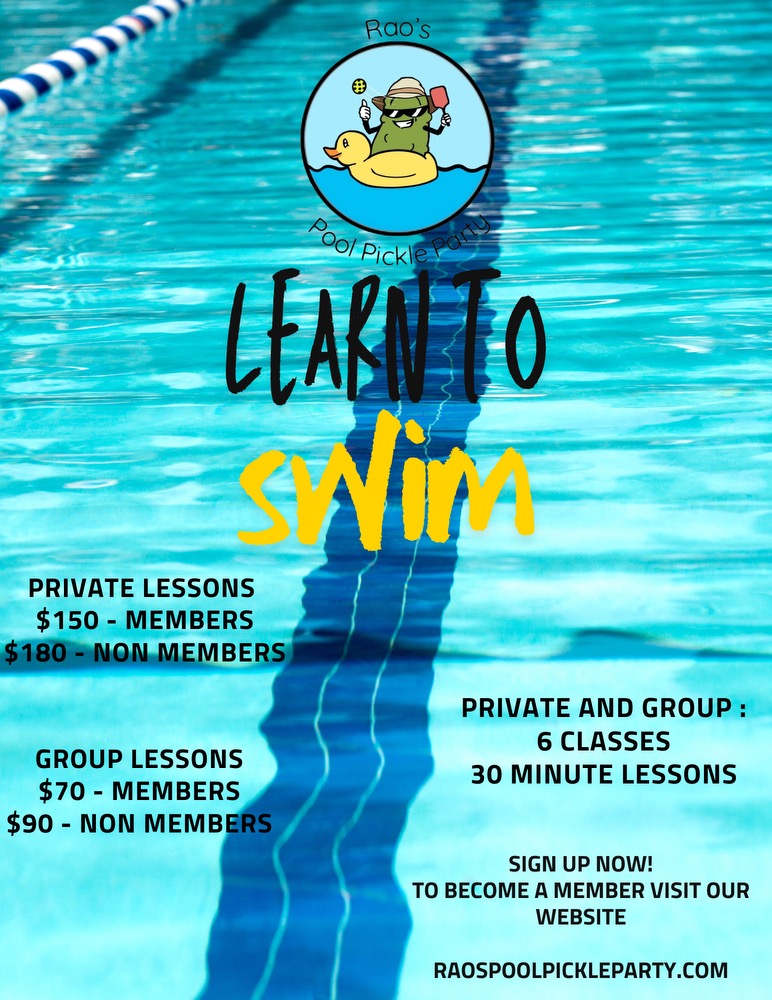 Rao's
Pool Pickle Party
LEARN TO
swim
PRIVATE LESSONS
$150 - MEMBERS
$180 - NON MEMBERS
GROUP LESSONS
$70 - MEMBERS
$90 - NON MEMBERS
PRIVATE AND GROUP :
6 CLASSES
30 MINUTE LESSONS
SIGN UP NOW!
TO BECOME A MEMBER VISIT OUR
WEBSITE
RAOSPOOLPICKLEPARTY.COM